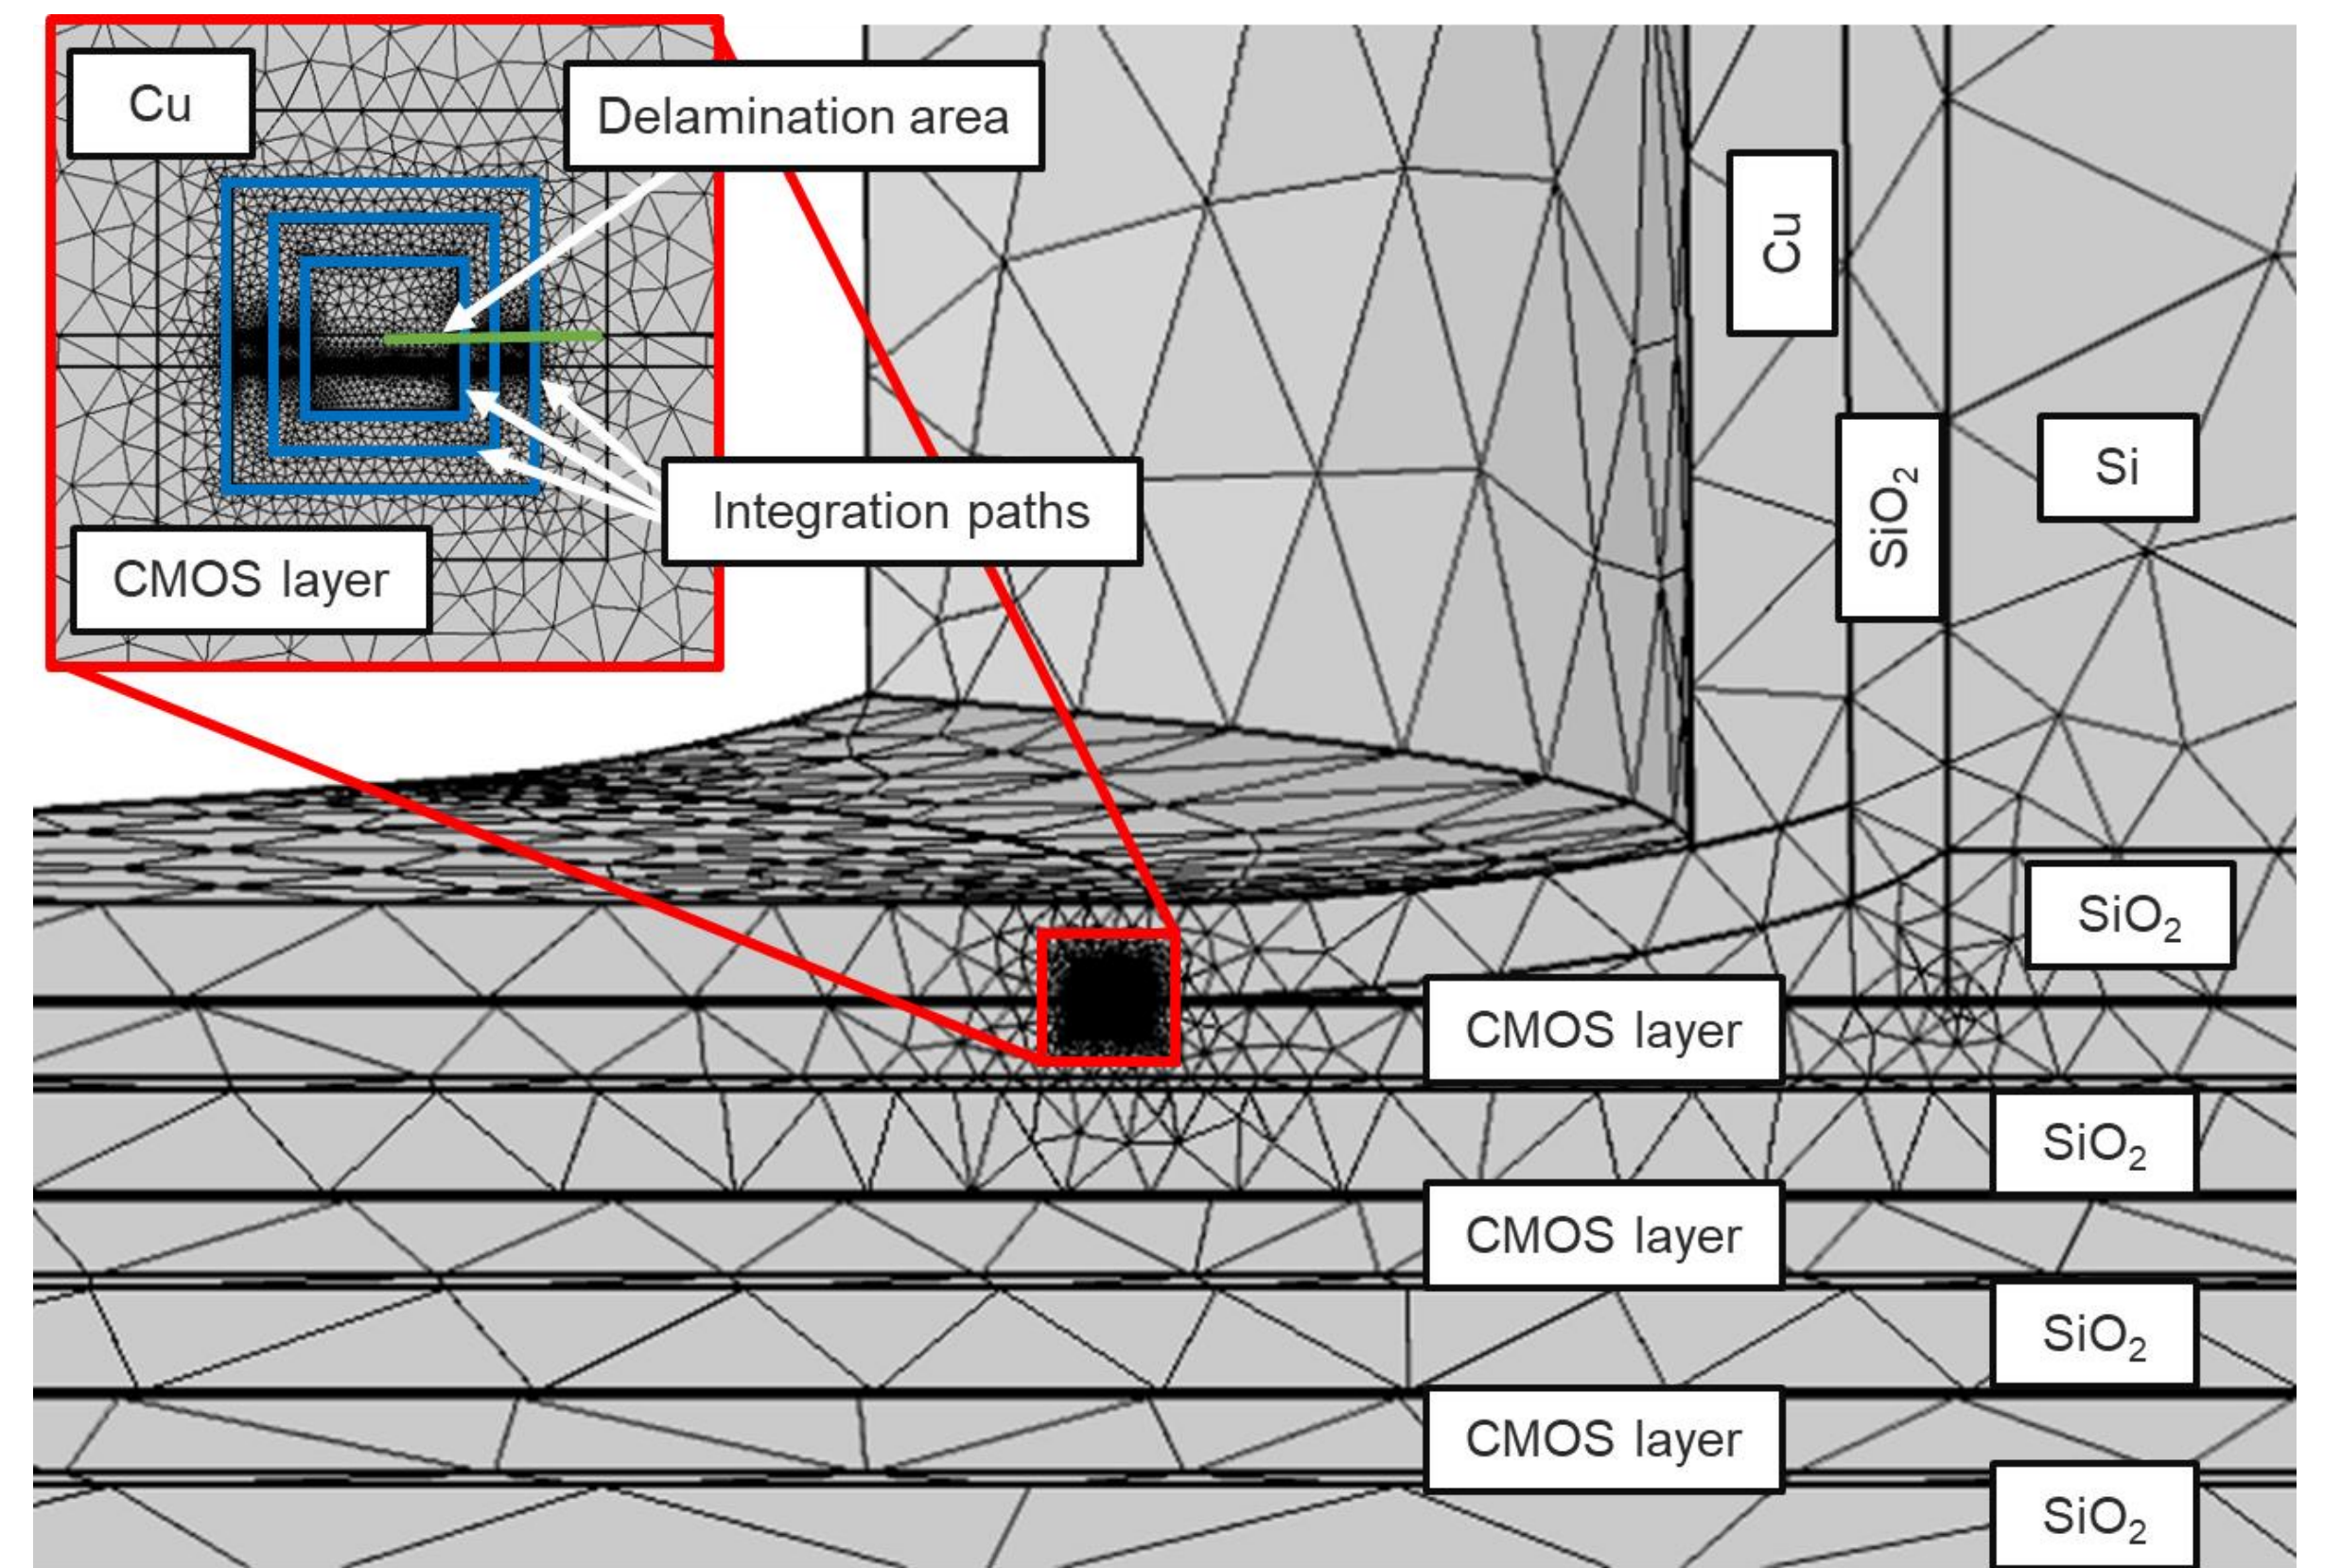 Cu
Delamination area
Integration paths
CMOS layer
Cu
SiO₂
Si
SiO₂
CMOS layer
SiO₂
CMOS layer
SiO₂
CMOS layer
SiO₂